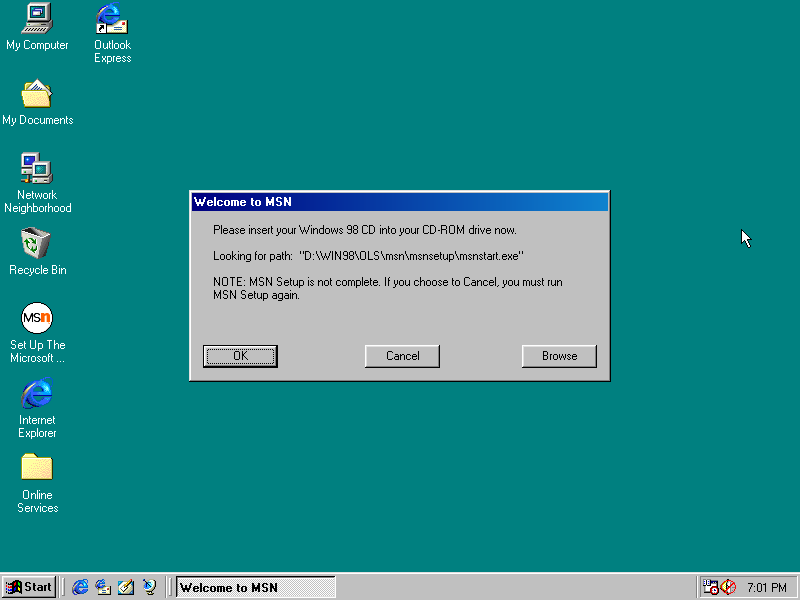 My Computer
Outlook
Express
My Documents
Network
Neighborhood
Recycle Bin
msn
Set Up The
Microsoft ...
Internet
Explorer
Online
Services
Welcome to MSN
Please insert your Windows 98 CD into your CD-ROM drive now.
Looking for path:  "D:\WIN98\OLS\msn\msnsetup\msnstart.exe"
NOTE: MSN Setup is not complete. If you choose to Cancel, you must run
MSN Setup again.
OK
Cancel
Browse
Start
Welcome to MSN
7:01 PM